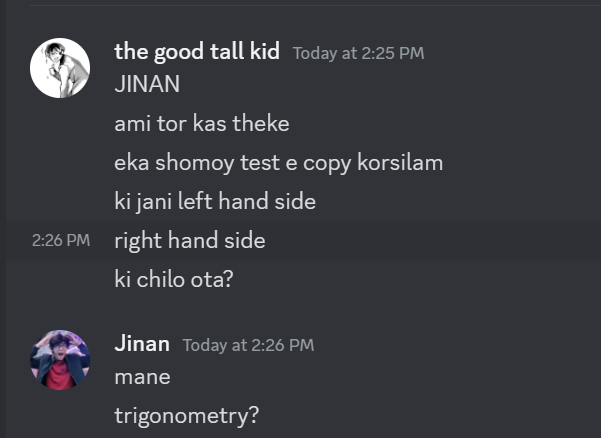 the good tall kid Today at 2:25 PM
JINAN
ami tor kas theke
eka shomoy test e copy korsilam
ki jani left hand side
2:26 PM right hand side
ki chilo ota?
Jinan Today at 2:26 PM
mane
trigonometry?